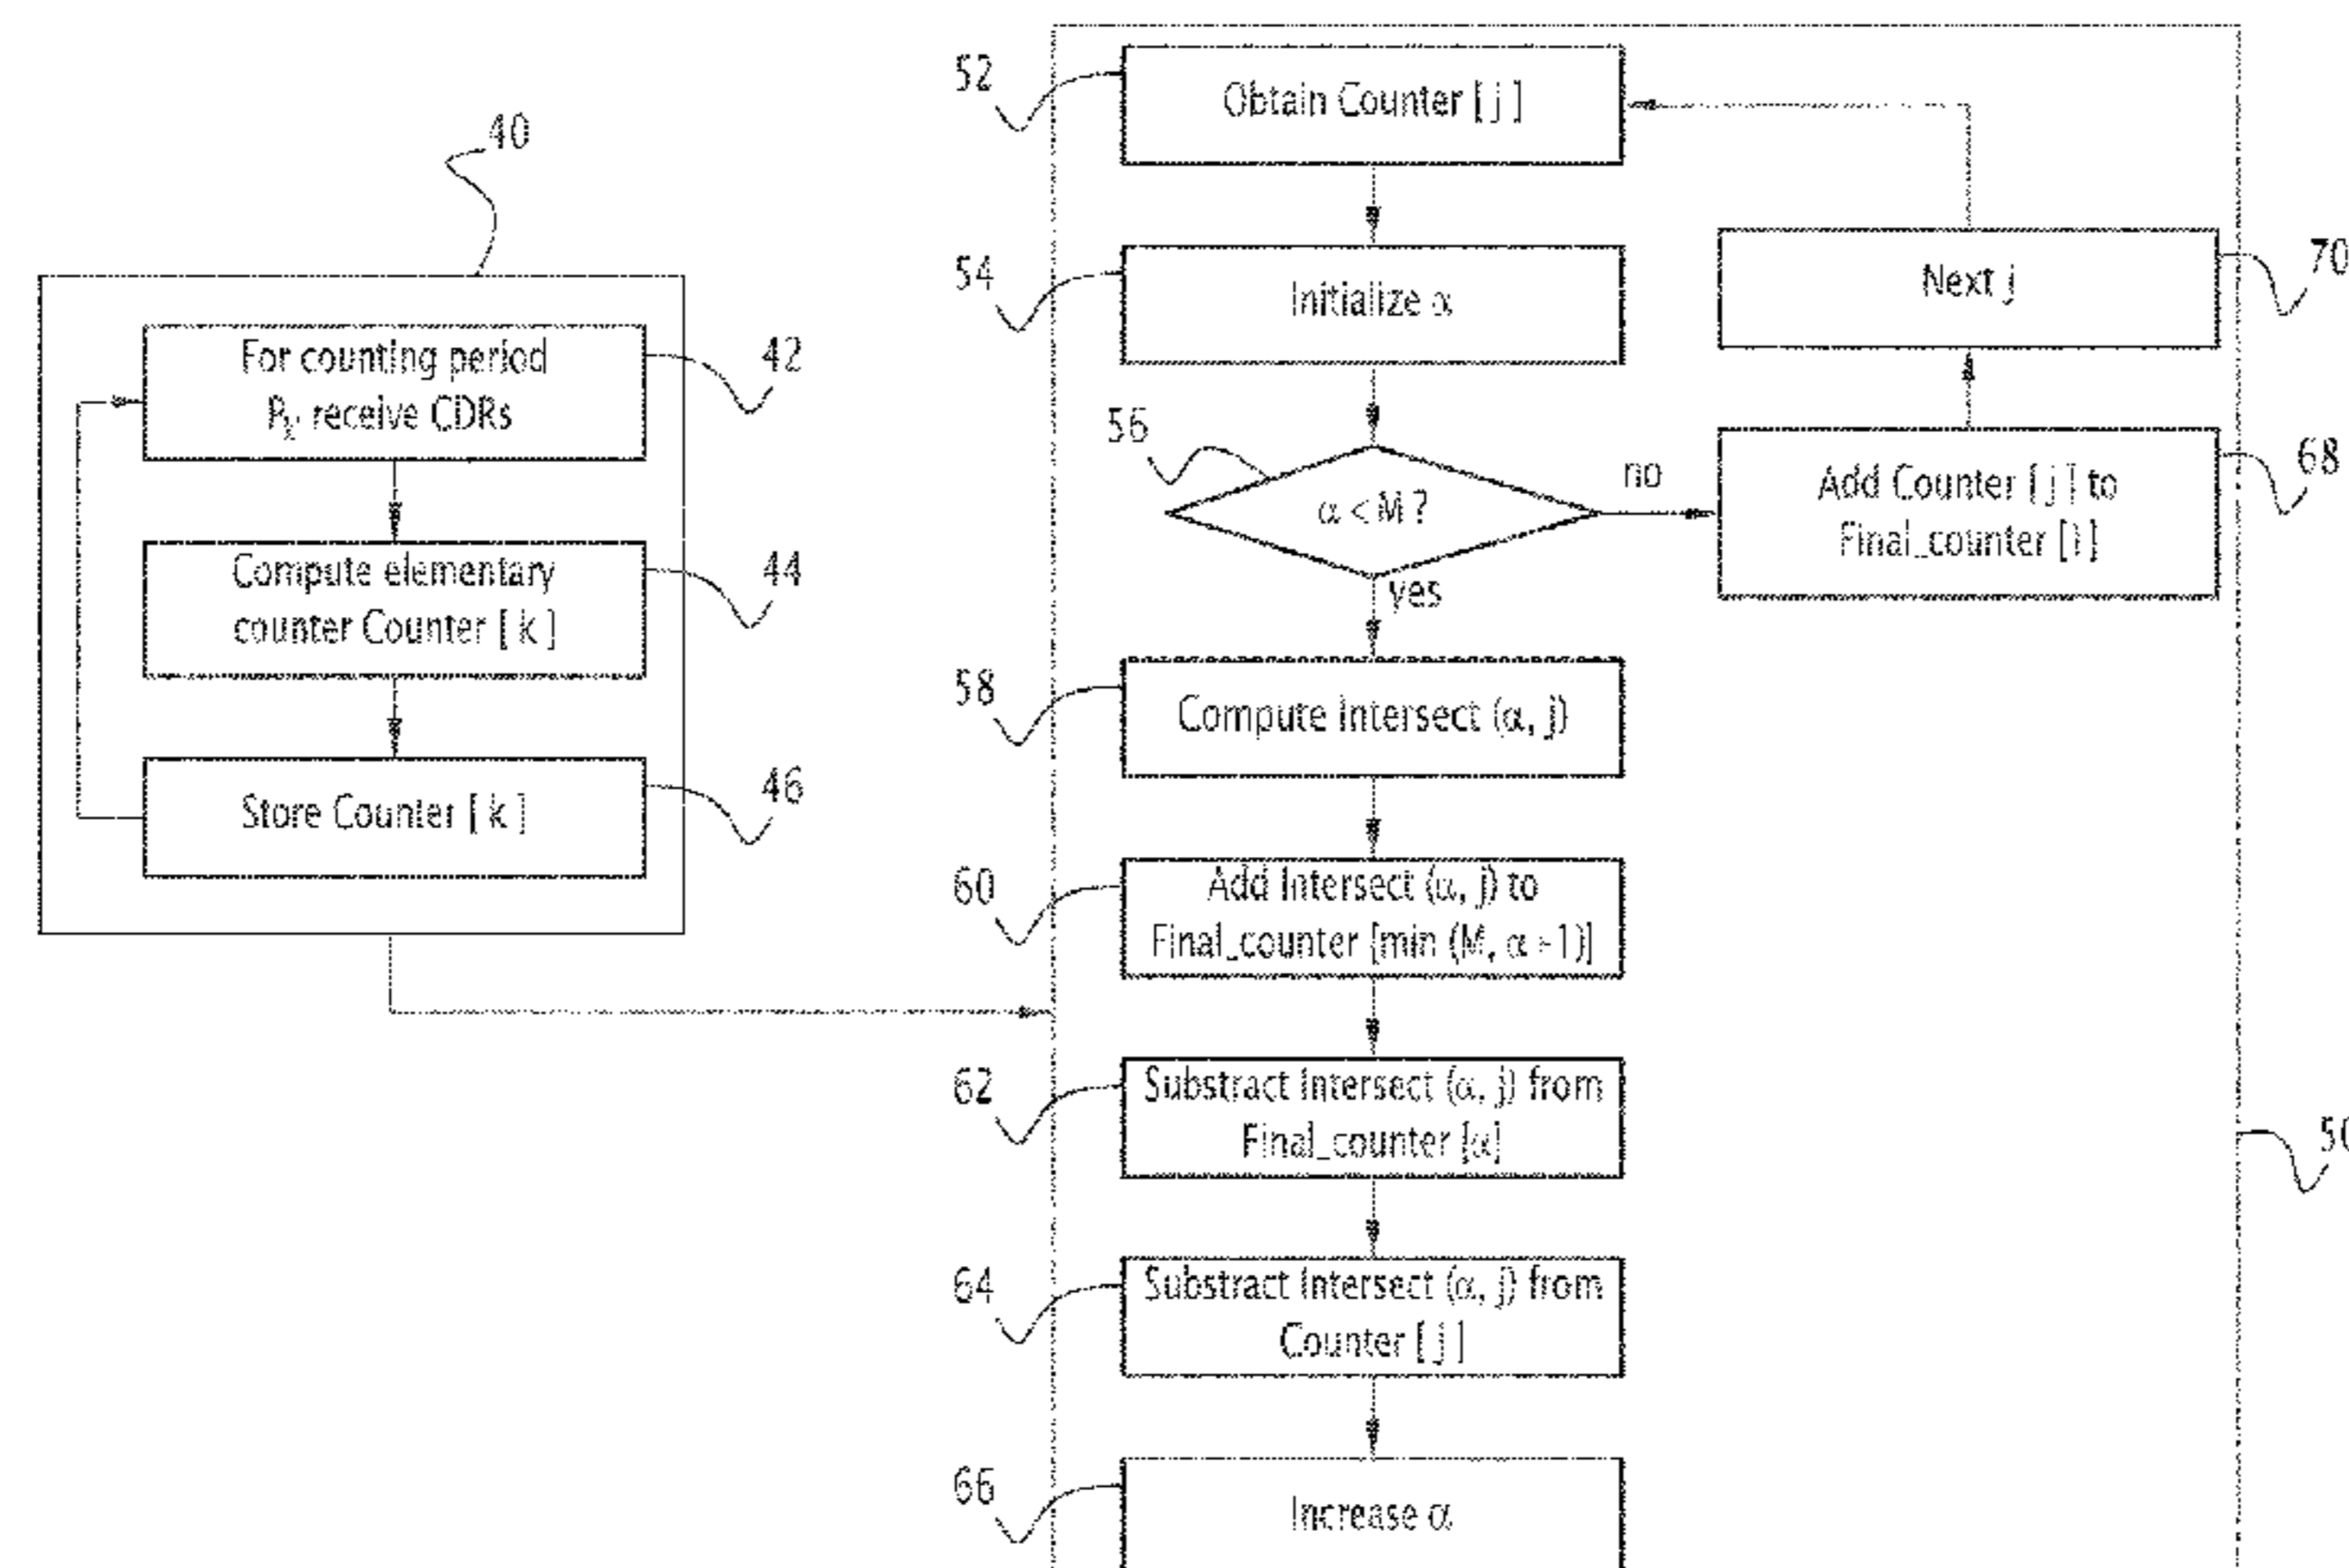 40
For counting period
Pk, receive CDRs
42
Compute elementary
counter Counter [ k ]
44
Store Counter [ k ]
46
52
Obtain Counter [ j ]
54
Initialize α
56
α < M ?
no
yes
Add Counter [ j ] to
Final_counter [1]
68
Next j
70
58
Compute Intersect (α, j)
60
Add Intersect (α, j) to
Final_counter [min (M, α +1)]
62
Substract Intersect (α, j) from
Final_counter [α]
64
Substract Intersect (α, j) from
Counter [ j ]
66
Increase α
50